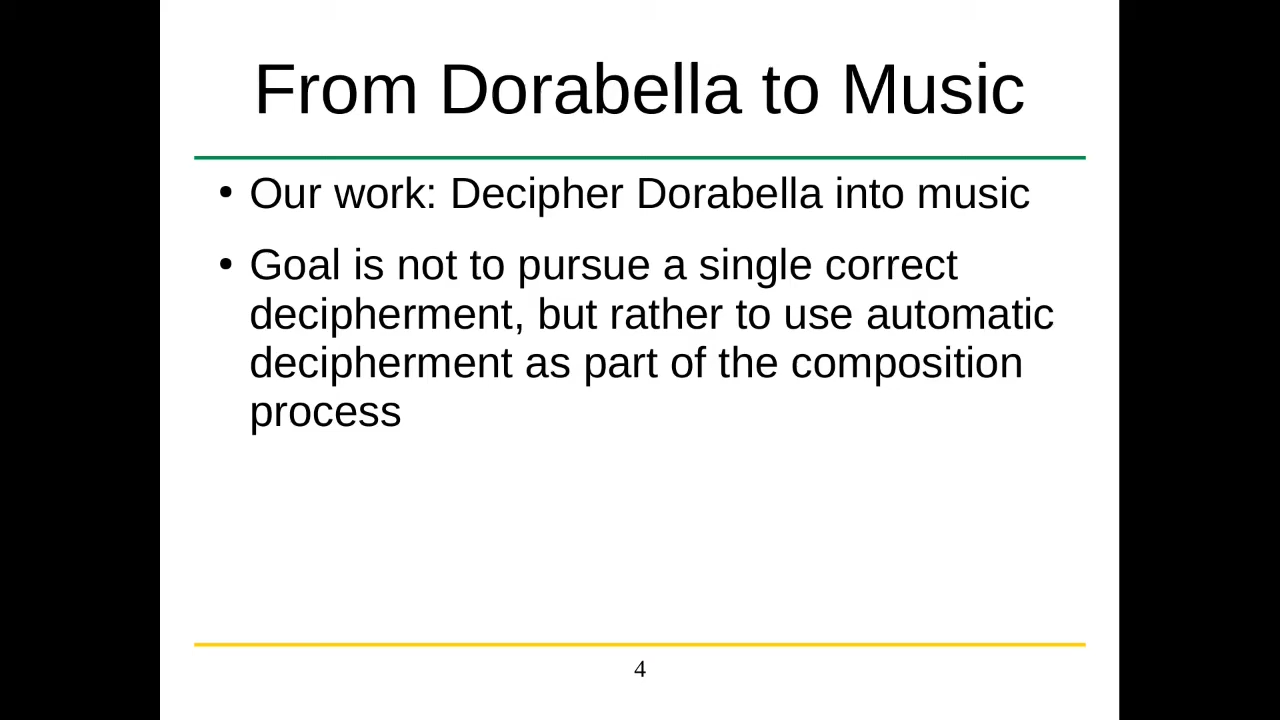 From Dorabella to Music
• Our work: Decipher Dorabella into music
• Goal is not to pursue a single correct
decipherment, but rather to use automatic
decipherment as part of the composition
process
4